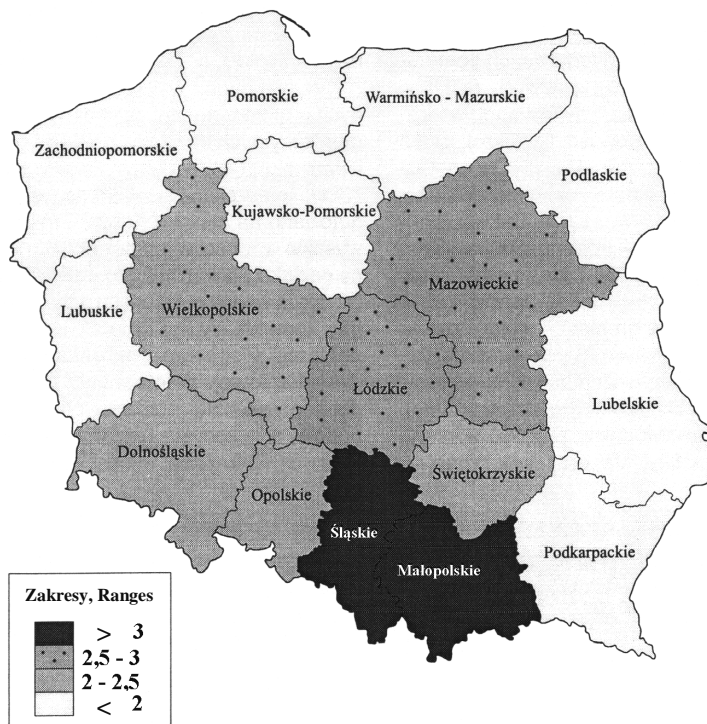 Pomorskie
Warmińsko - Mazurskie
Zachodniopomorskie
Podlaskie
Kujawsko-Pomorskie
Mazowieckie
Lubuskie
Wielkopolskie
Łódzkie
Lubelskie
Dolnośląskie
Świętokrzyskie
Opolskie
Śląskie
Podkarpackie
Małopolskie
Zakresy, Ranges
> 3
2,5 - 3
2 - 2,5
< 2